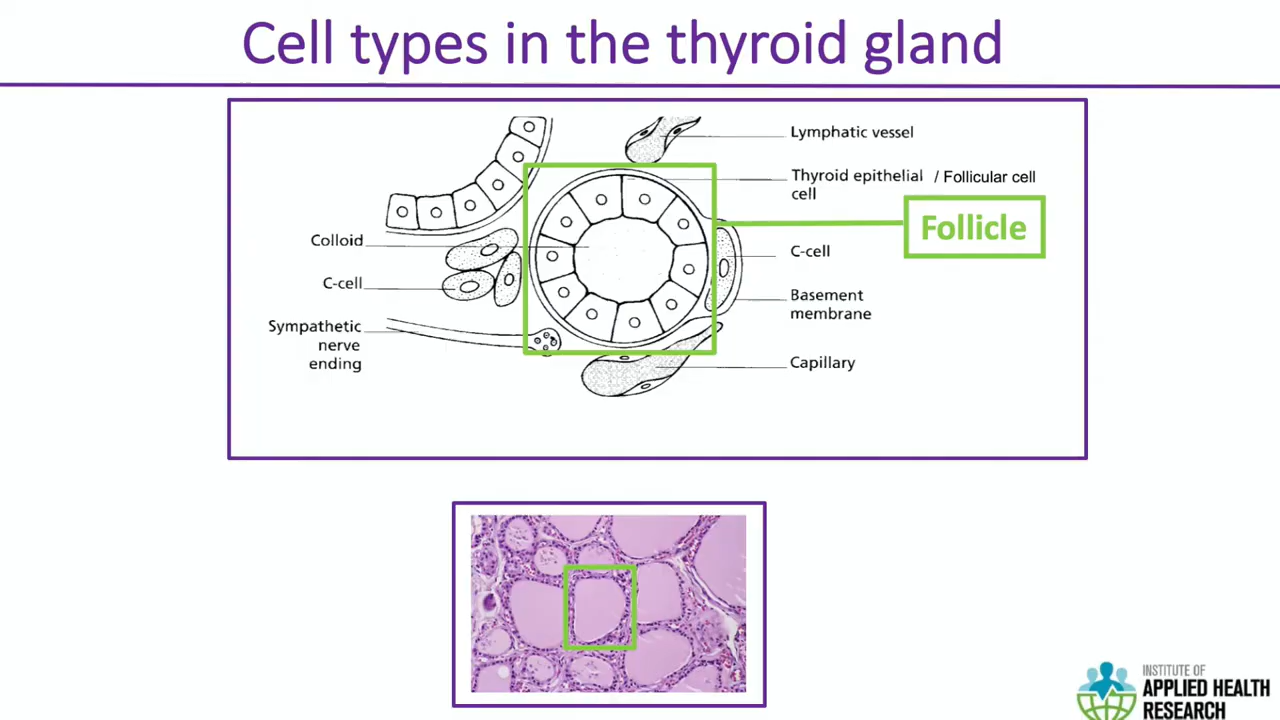 Cell types in the thyroid gland
Lymphatic vessel
Thyroid epithelial / Follicular cell
cell
Follicle
Colloid
C-cell
C-cell
Basement
membrane
Sympathetic
nerve
ending
Capillary
INSTITUTE OF
APPLIED HEALTH
RESEARCH